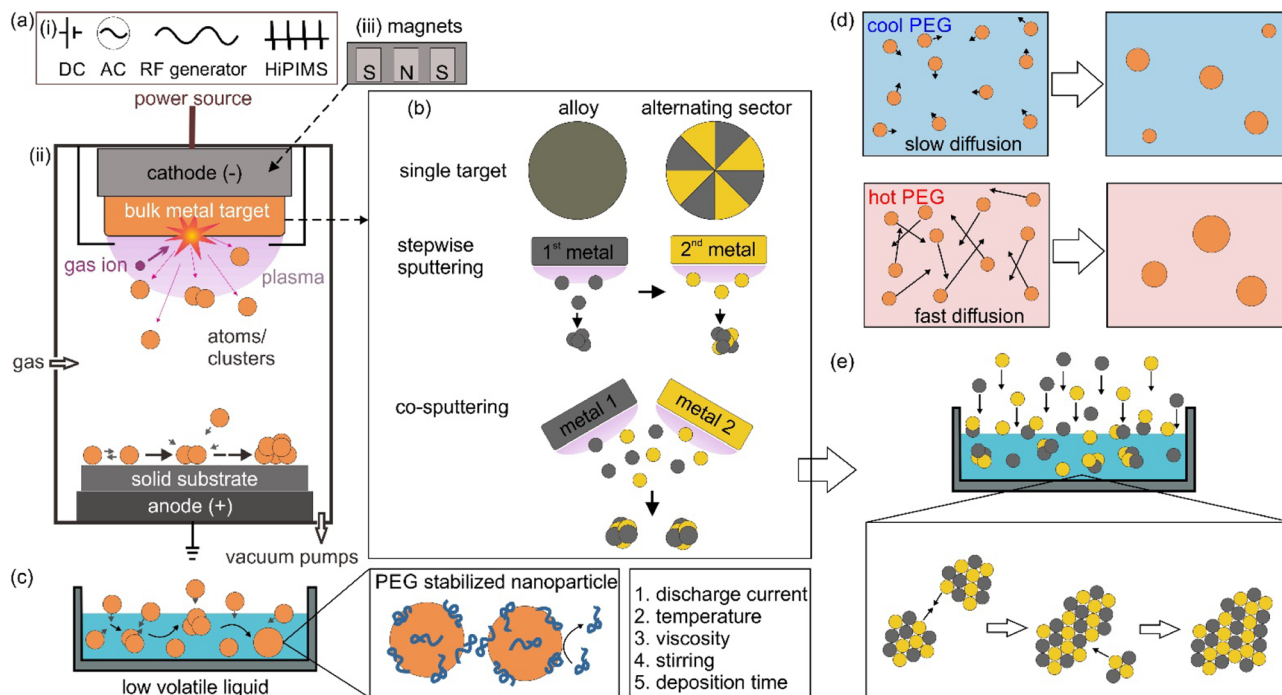 (a)
(i)
DC AC RF generator HiPIMS
power source
(iii) magnets
S N S
(ii)
cathode (-)
bulk metal target
gas ion
plasma
atoms/
clusters
gas
solid substrate
anode (+)
vacuum pumps
(b)
alloy alternating sector
single target
stepwise
sputtering
1st metal
2nd metal
co-sputtering
metal 1
metal 2
(c)
low volatile liquid
PEG stabilized nanoparticle
1. discharge current
2. temperature
3. viscosity
4. stirring
5. deposition time
(d)
cool PEG
slow diffusion
hot PEG
fast diffusion
(e)